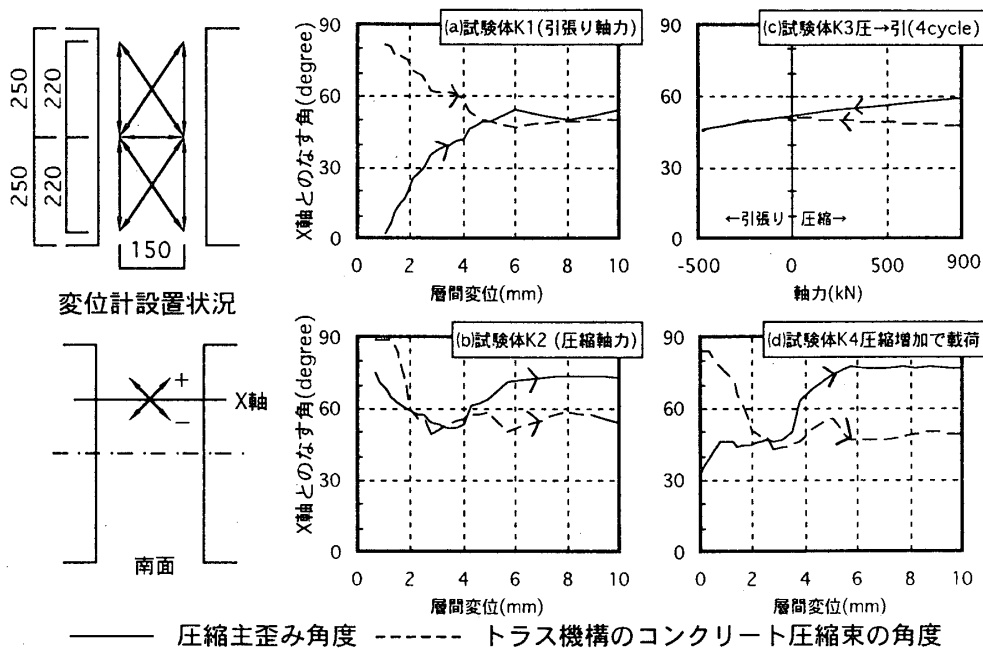 250
220
250
220
150
変位計設置状況
+
−
X軸
南面
X軸とのなす角(degree)
90
60
30
0
(a)試験体K1(引張り軸力)
0 2 4 6 8 10
層間変位(mm)
90
60
30
0
(c)試験体K3圧→引(4cycle)
←引張り 圧縮→
-500 0 500 900
軸力(kN)
X軸とのなす角(degree)
90
60
30
0
(b)試験体K2 (圧縮軸力)
0 2 4 6 8 10
層間変位(mm)
90
60
30
0
(d)試験体K4圧縮増加で載荷
0 2 4 6 8 10
層間変位(mm)
圧縮主歪み角度 トラス機構のコンクリート圧縮束の角度